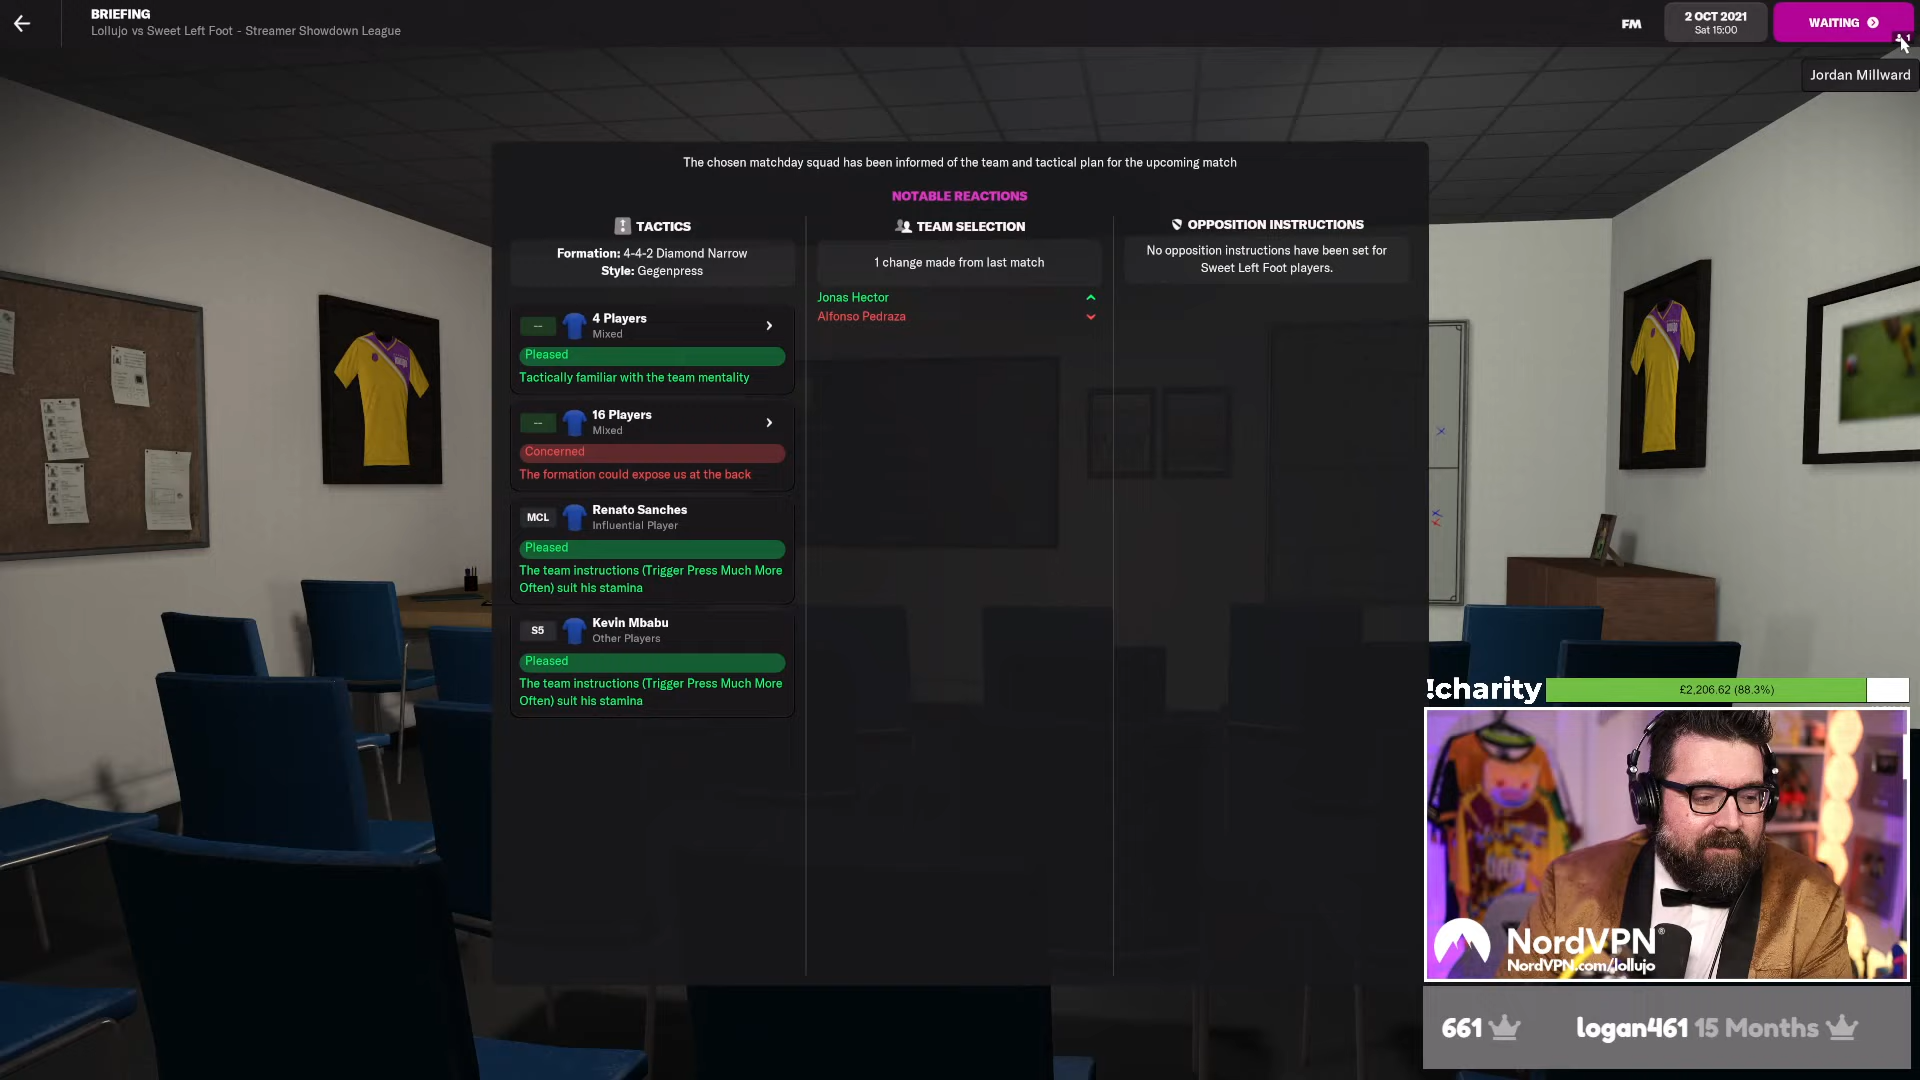 BRIEFING
Lollujo vs Sweet Left Foot - Streamer Showdown League
FM
2 OCT 2021
Sat 15:00
WAITING
1
Jordan Millward
The chosen matchday squad has been informed of the team and tactical plan for the upcoming match
NOTABLE REACTIONS
TACTICS
Formation: 4-4-2 Diamond Narrow
Style: Gegenpress
--
4 Players
Mixed
Pleased
Tactically familiar with the team mentality
--
16 Players
Mixed
Concerned
The formation could expose us at the back
MCL
Renato Sanches
Influential Player
Pleased
The team instructions (Trigger Press Much More
Often) suit his stamina
S5
Kevin Mbabu
Other Players
Pleased
The team instructions (Trigger Press Much More
Often) suit his stamina
TEAM SELECTION
1 change made from last match
Jonas Hector
Alfonso Pedraza
OPPOSITION INSTRUCTIONS
No opposition instructions have been set for
Sweet Left Foot players.
!charity
£2,206.62 (88.3%)
NordVPN®
NordVPN.com/lollujo
661
logan461 15 Months